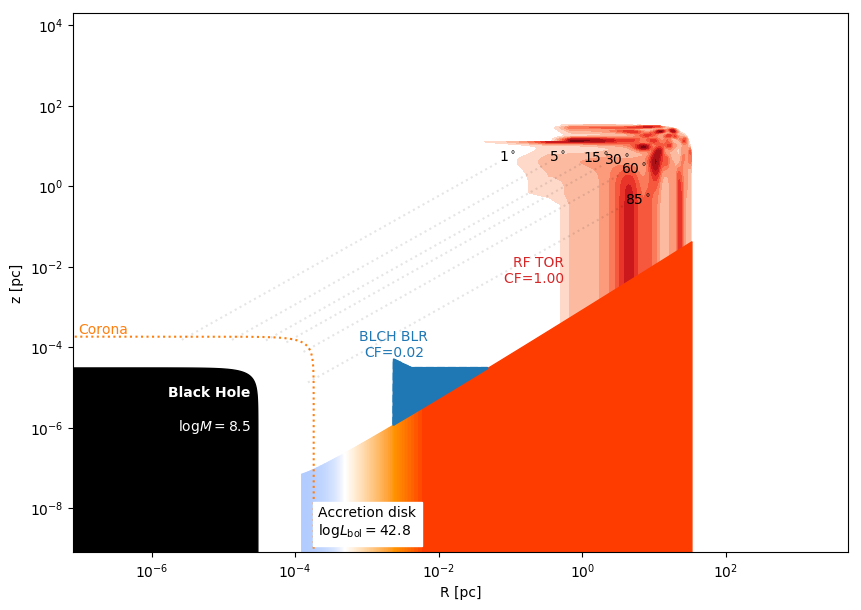 10^4
10^2
10^0
10^-2
10^-4
10^-6
10^-8
z [pc]
1° 5° 15° 30°
60°
85°
RF TOR
CF=1.00
Corona
BLCH BLR
CF=0.02
Black Hole
logM = 8.5
Accretion disk
logL_bol = 42.8
10^-6 10^-4 10^-2 10^0 10^2
R [pc]